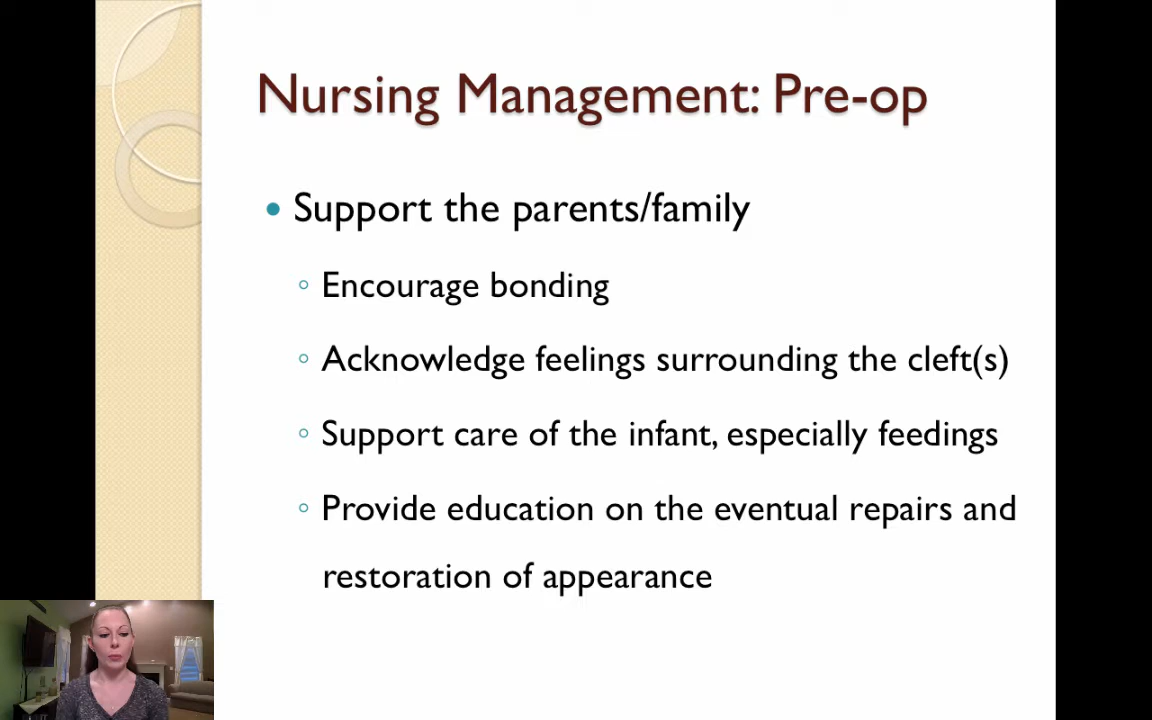 Nursing Management: Pre-op
• Support the parents/family
◦ Encourage bonding
◦ Acknowledge feelings surrounding the cleft(s)
◦ Support care of the infant, especially feedings
◦ Provide education on the eventual repairs and
restoration of appearance